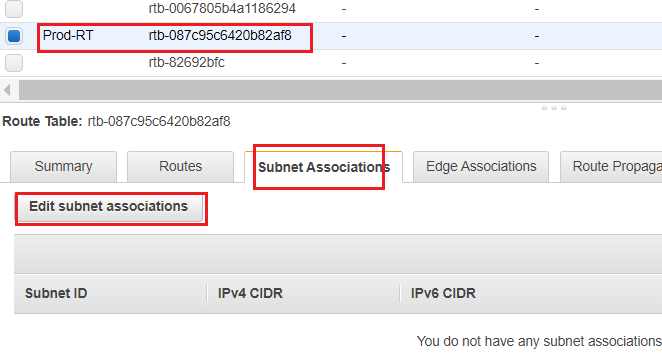 rtb-0067805b4a1186294 - -
Prod-RT rtb-087c95c6420b82af8 - -
rtb-82692bfc - -
Route Table: rtb-087c95c6420b82af8
Summary Routes Subnet Associations Edge Associations Route Propaga
Edit subnet associations
Subnet ID IPv4 CIDR IPv6 CIDR
You do not have any subnet associations